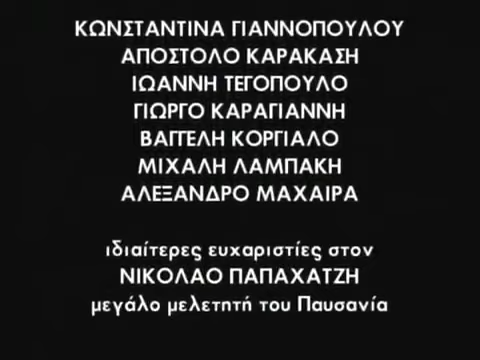 ΚΩΝΣΤΑΝΤΙΝΑ ΓΙΑΝΝΟΠΟΥΛΟΥ
ΑΠΟΣΤΟΛΟ ΚΑΡΑΚΑΣΗ
ΙΩΑΝΝΗ ΤΕΓΟΠΟΥΛΟ
ΓΙΩΡΓΟ ΚΑΡΑΓΙΑΝΝΗ
ΒΑΓΓΕΛΗ ΚΟΡΓΙΑΛΟ
ΜΙΧΑΛΗ ΛΑΜΠΑΚΗ
ΑΛΕΞΑΝΔΡΟ ΜΑΧΑΙΡΑ
ιδιαίτερες ευχαριστίες στον
ΝΙΚΟΛΑΟ ΠΑΠΑΧΑΤΖΗ
μεγάλο μελετητή του Παυσανία